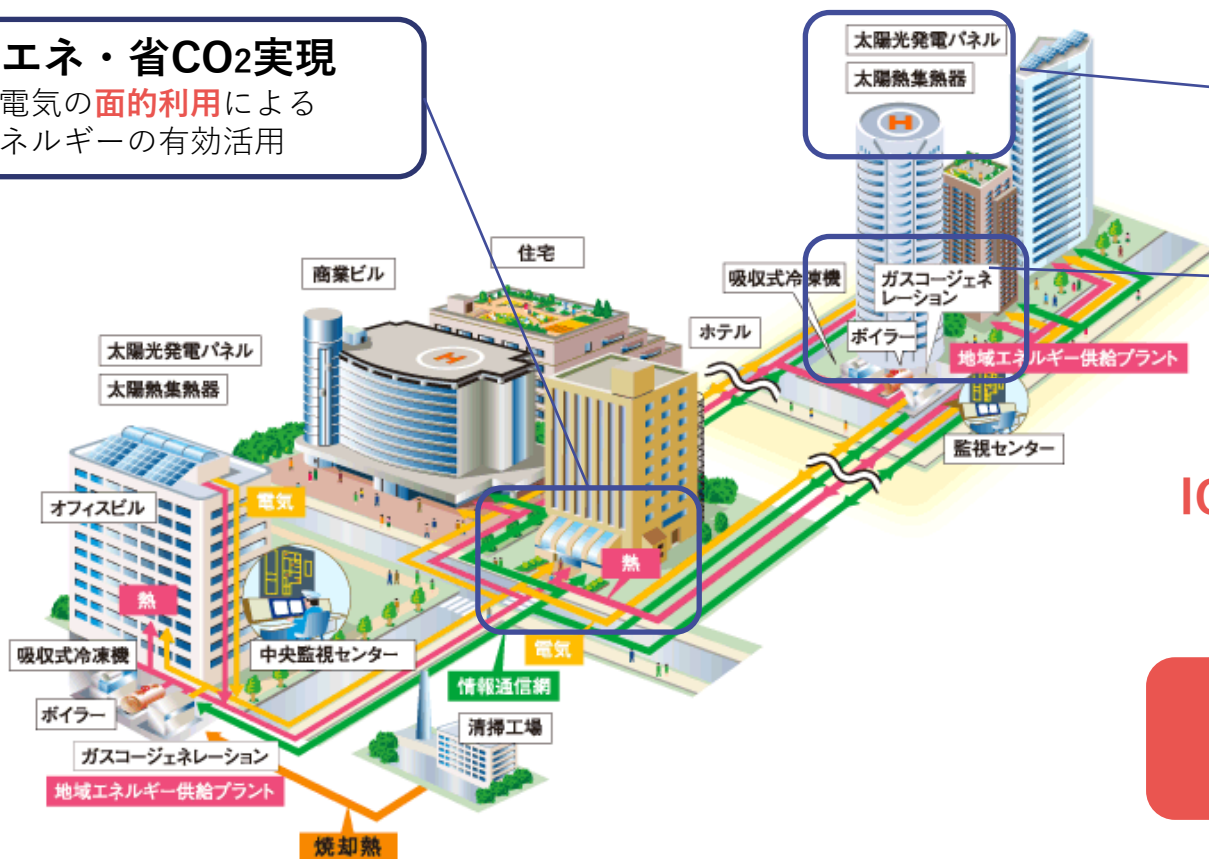 エネ・省CO2実現
電気の面的利用による
ネルギーの有効活用
太陽光発電パネル
太陽熱集熱器
H
住宅
商業ビル
吸収式冷凍機
ガスコージェネ
レーション
ホテル
ボイラー
地域エネルギー供給プラント
太陽光発電パネル
太陽熱集熱器
H
監視センター
オフィスビル
電気
IC
熱
熱
吸収式冷凍機
中央監視センター
電気
情報通信網
ボイラー
清掃工場
ガスコージェネレーション
地域エネルギー供給プラント
焼却熱